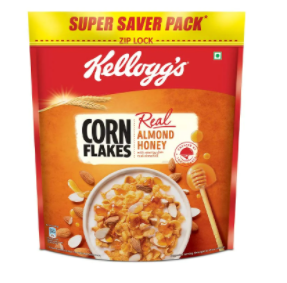 SUPER SAVER PACK*
ZIP LOCK
Kellogg's
CORN
FLAKES
Real
ALMOND
HONEY